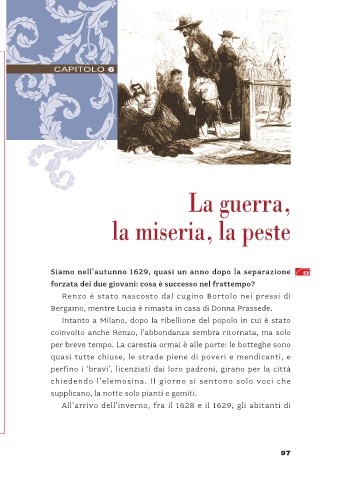 CAPITOLO 6
La guerra,
la miseria, la peste
Siamo nell'autunno 1629, quasi un anno dopo la separazione
forzata dei due giovani: cosa è successo nel frattempo?
Renzo è stato nascosto dal cugino Bortolo nei pressi di
Bergamo, mentre Lucia è rimasta in casa di Donna Prassede.
Intanto a Milano, dopo la ribellione del popolo in cui è stato
coinvolto anche Renzo, l'abbondanza sembra ritornata, ma solo
per breve tempo. La carestia ormai è alle porte: le botteghe sono
quasi tutte chiuse, le strade piene di poveri e mendicanti, e
perfino i 'bravi', licenziati dai loro padroni, girano per la città
chiedendo l'elemosina. Il giorno si sentono solo voci che
supplicano, la notte solo pianti e gemiti.
All'arrivo dell'inverno, fra il 1628 e il 1629, gli abitanti di
97